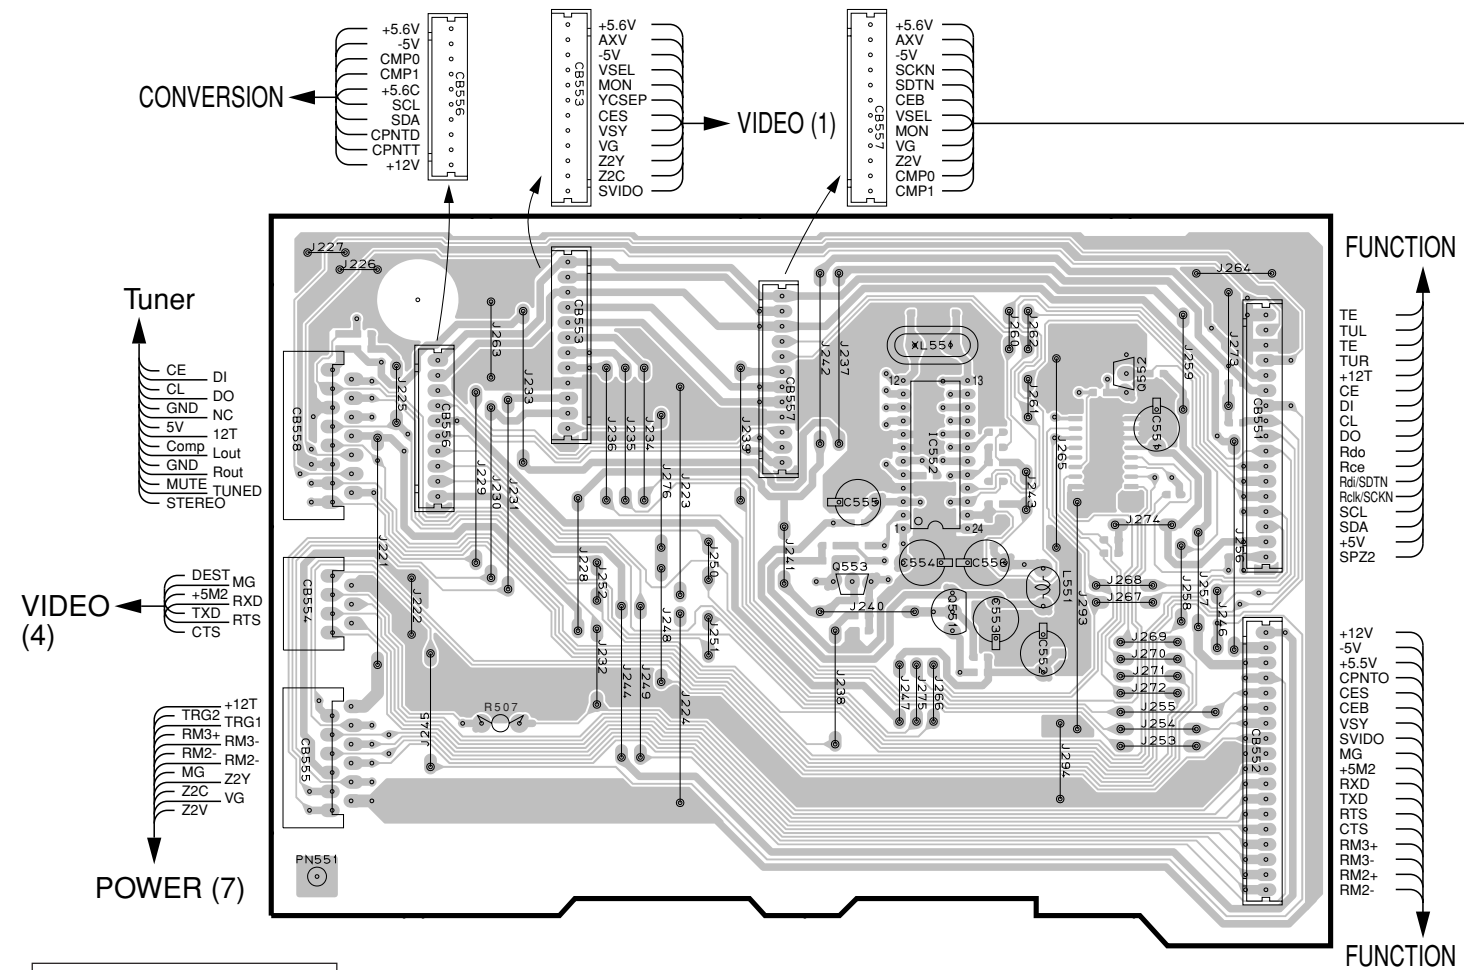 +5.6V
-5V
CMP0
CMP1
+5.6C
SCL
SDA
CPNTD
CPNTT
+12V
CB556
CONVERSION
+5.6V
AXV
-5V
VSEL
MON
YCSEP
CES
VSY
VG
Z2Y
Z2C
SVIDO
CB553
VIDEO (1)
+5.6V
AXV
-5V
SCKN
SDTN
CEB
VSEL
MON
VG
Z2V
CMP0
CMP1
CB557
FUNCTION
TE
TUL
TE
TUR
+12T
CE
DI
CL
DO
Rdo
Rce
Rdi/SDTN
Rclk/SCKN
SCL
SDA
+5V
SPZ2
+12V
-5V
+5.5V
CPNTO
CES
CEB
VSY
SVIDO
MG
+5M2
RXD
TXD
RTS
CTS
RM3+
RM3-
RM2+
RM2-
FUNCTION
Tuner
CE
DI
CL
DO
GND
NC
5V
12T
Comp
Lout
GND
Rout
MUTE
TUNED
STEREO
VIDEO
(4)
DEST
MG
+5M2
RXD
TXD
RTS
CTS
+12T
TRG2
TRG1
RM3+
RM3-
RM2-
RM2-
MG
Z2Y
Z2C
VG
Z2V
POWER (7)
J227
J226
J263
J233
CB553
J225
CB558
CB556
J229
J230
J231
J236
J235
J234
J276
J223
J239
CB557
J242
J237
12
13
IC552
1
24
J260
J262
J261
J243
J265
Q552
C551
J259
J264
J273
CB551
J256
C555
J241
Q553
C554
C556
L551
J240
Q551
C553
C552
J293
J274
J268
J267
J258
J257
J246
J269
J270
J271
J272
J255
J254
J253
CB552
J221
J222
CB554
J228
J252
J232
J248
J250
J251
J244
J249
J224
J238
J247
J275
J266
J294
R507
J245
CB555
PN551